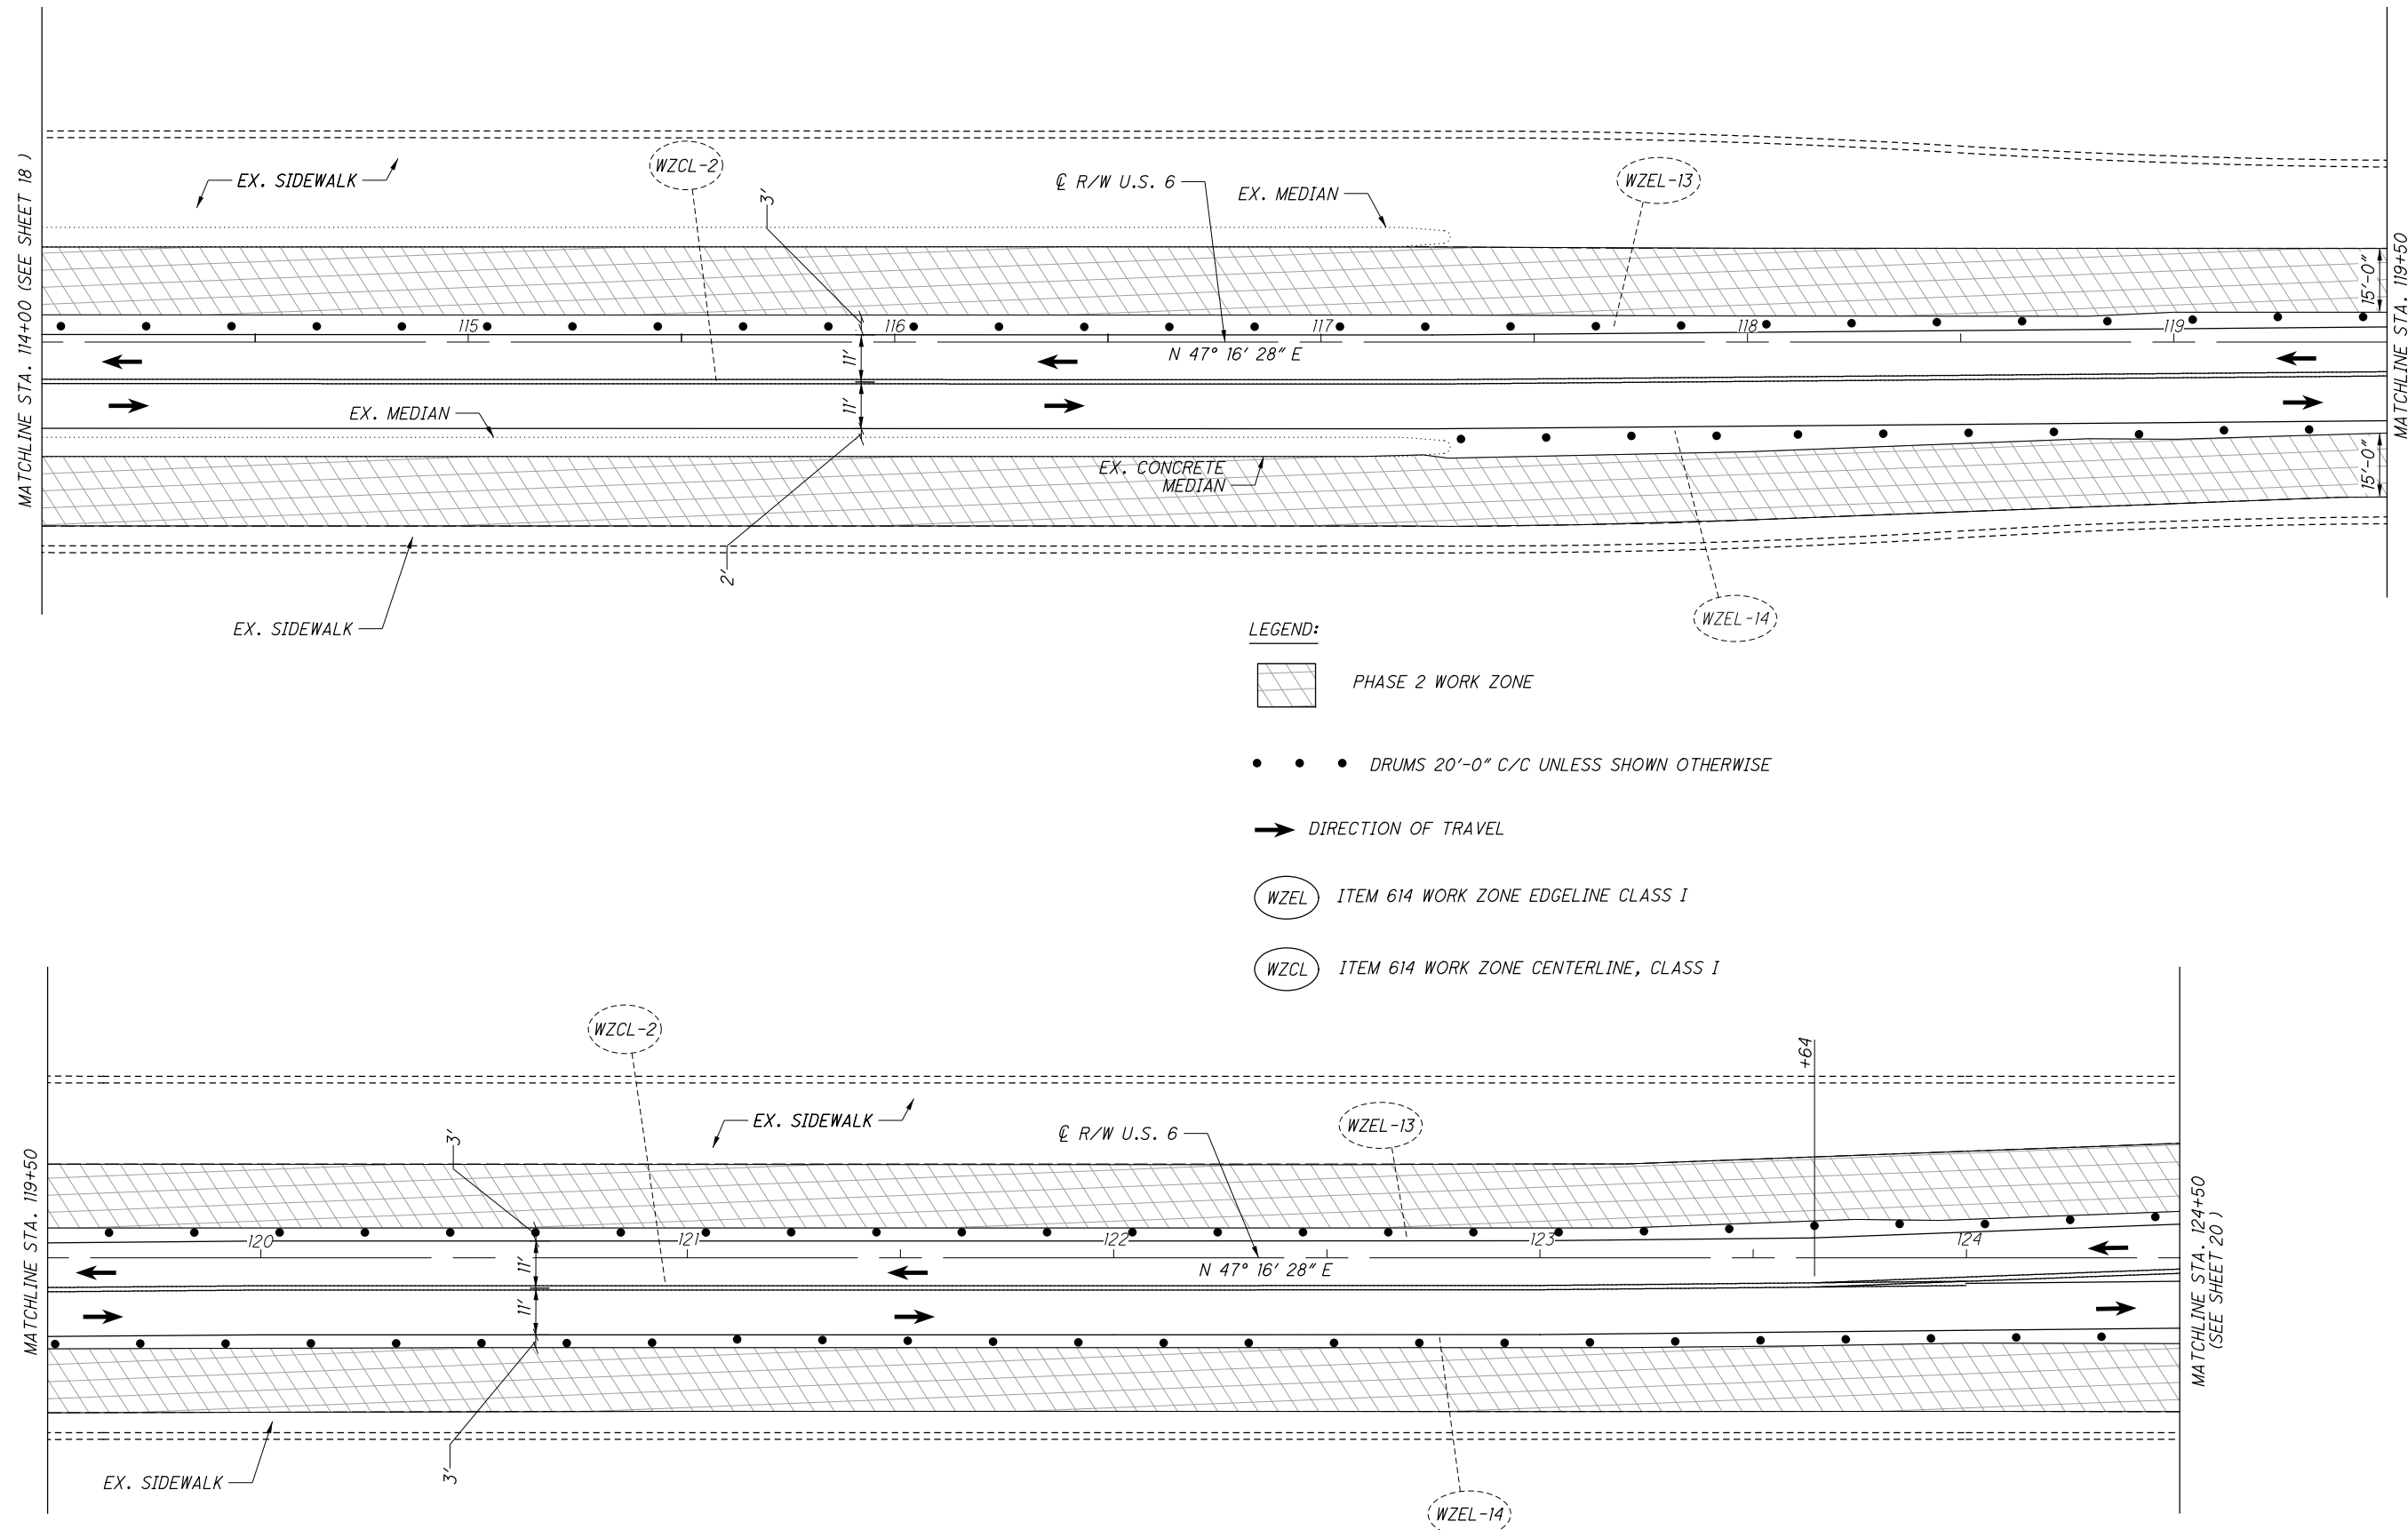 MATCHLINE STA. 114+00 (SEE SHEET 18 )
EX. SIDEWALK
WZCL-2
3'
℄ R/W U.S. 6
EX. MEDIAN
WZEL-13
MATCHLINE STA. 119+50
15'-0"
115
116
117
118
119
11'
N 47° 16' 28" E
11'
EX. MEDIAN
EX. CONCRETE
MEDIAN
15'-0"
2'
EX. SIDEWALK
WZEL-14
LEGEND:
PHASE 2 WORK ZONE
DRUMS 20'-0" C/C UNLESS SHOWN OTHERWISE
DIRECTION OF TRAVEL
WZEL
ITEM 614 WORK ZONE EDGELINE CLASS I
WZCL
ITEM 614 WORK ZONE CENTERLINE, CLASS I
MATCHLINE STA. 119+50
WZCL-2
+64
3'
EX. SIDEWALK
℄ R/W U.S. 6
WZEL-13
120
121
122
123
124
11'
N 47° 16' 28" E
11'
MATCHLINE STA. 124+50
(SEE SHEET 20 )
3'
EX. SIDEWALK
WZEL-14